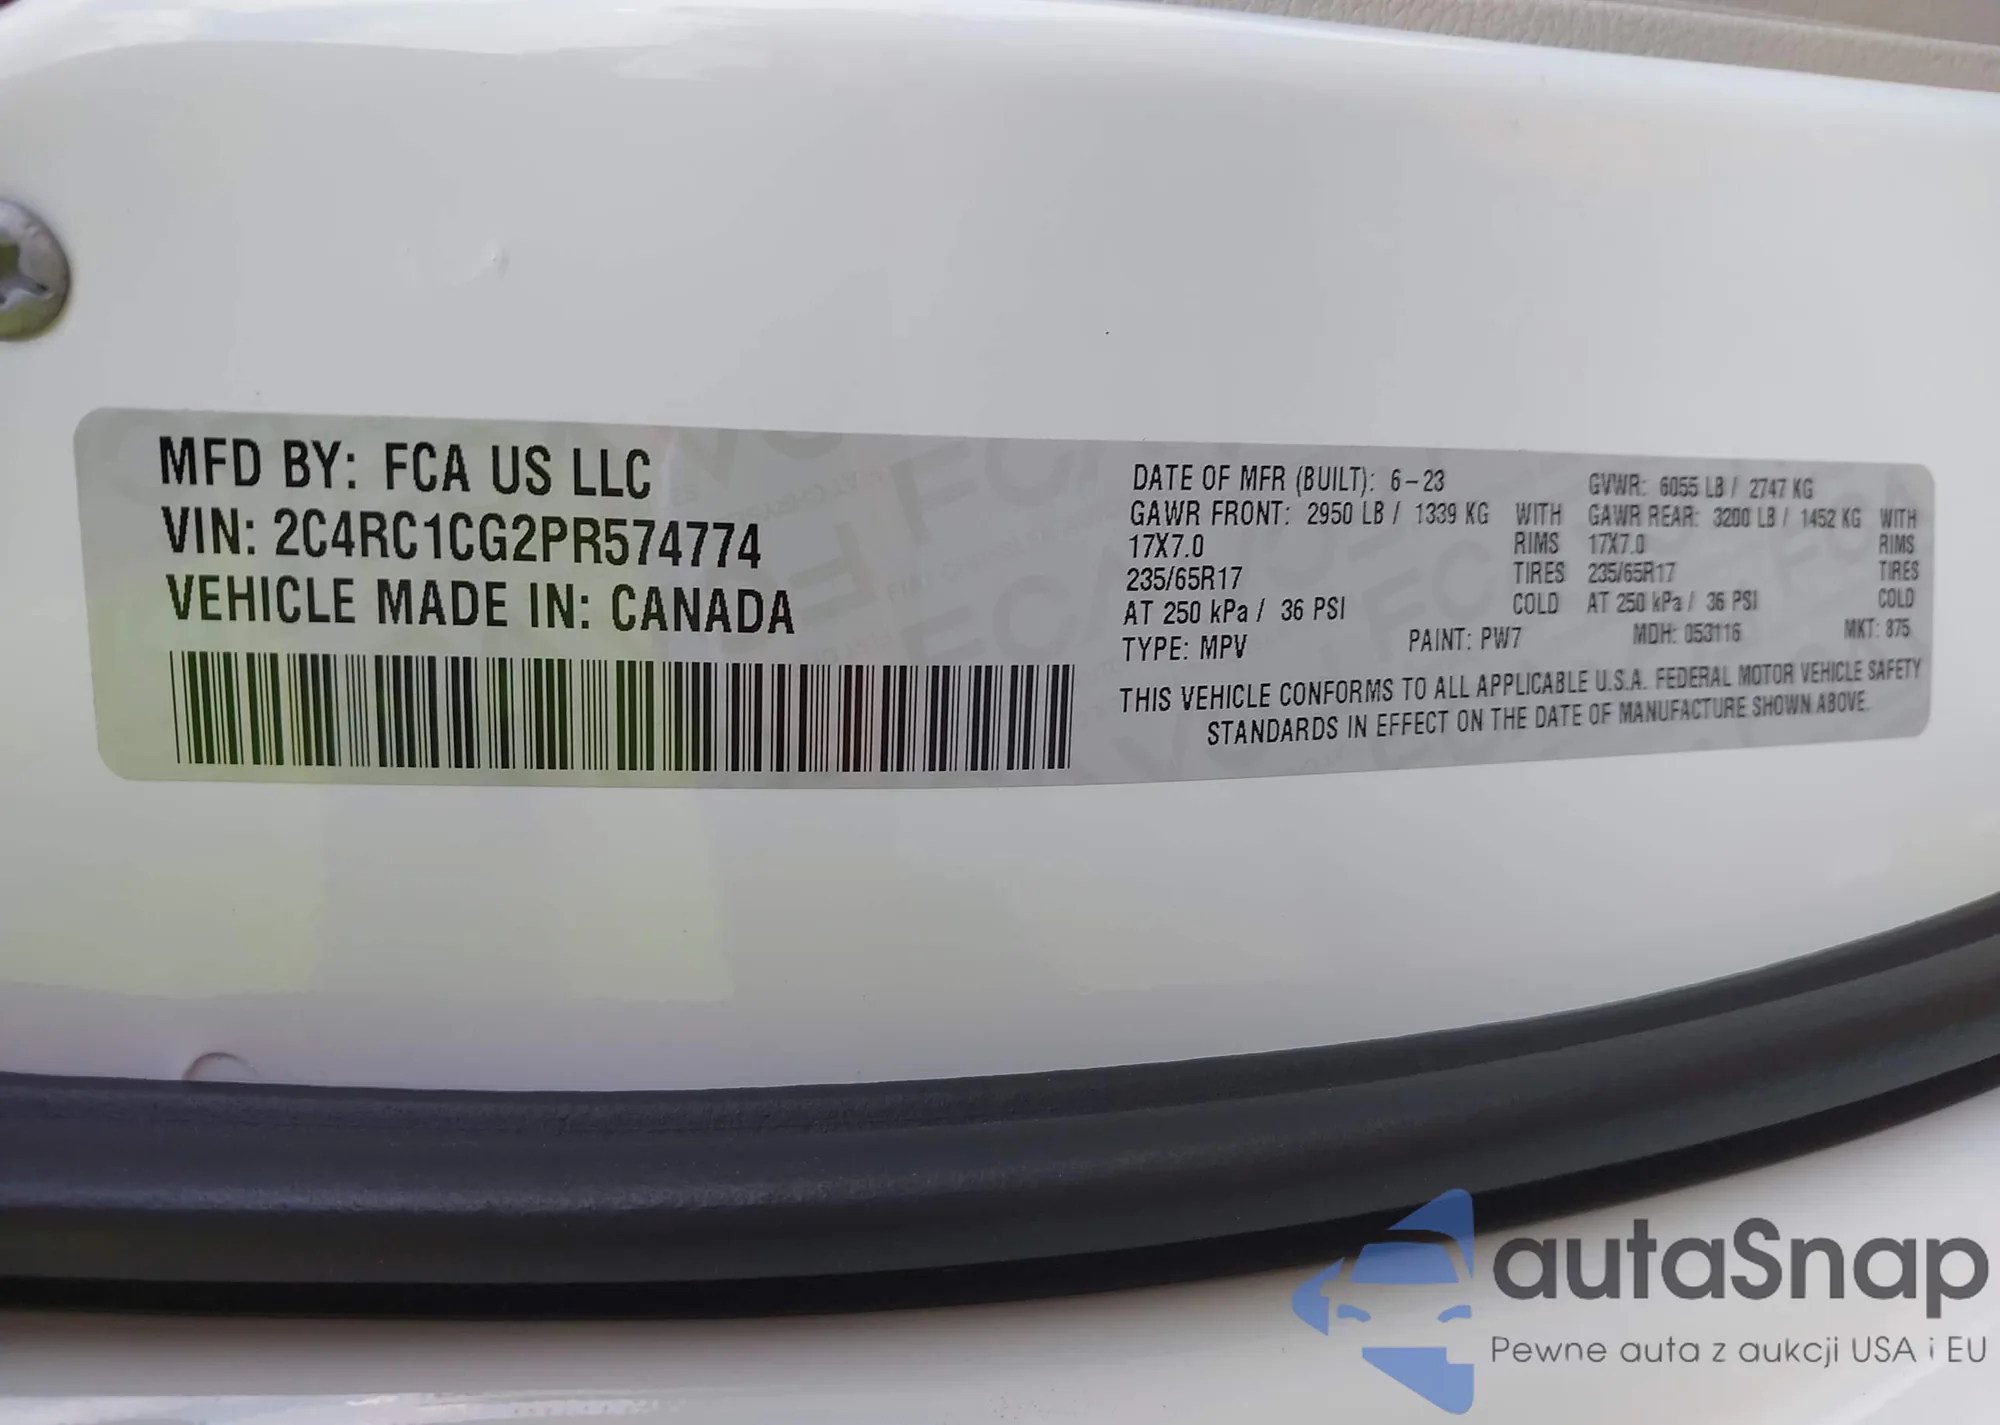 MFD BY: FCA US LLC
VIN: 2C4RC1CG2PR574774
VEHICLE MADE IN: CANADA
DATE OF MFR (BUILT): 6-23 GVWR: 6055 LB / 2747 KG
GAWR FRONT: 2950 LB / 1339 KG WITH GAWR REAR: 3200 LB / 1452 KG WITH
17X7.0 RIMS 17X7.0 RIMS
235/65R17 TIRES 235/65R17 TIRES
AT 250 kPa / 36 PSI COLD AT 250 kPa / 36 PSI COLD
TYPE: MPV PAINT: PW7 MDH: 053116 MKT: 875
THIS VEHICLE CONFORMS TO ALL APPLICABLE U.S.A. FEDERAL MOTOR VEHICLE SAFETY
STANDARDS IN EFFECT ON THE DATE OF MANUFACTURE SHOWN ABOVE.
autaSnap
Pewne auta z aukcji USA i EU